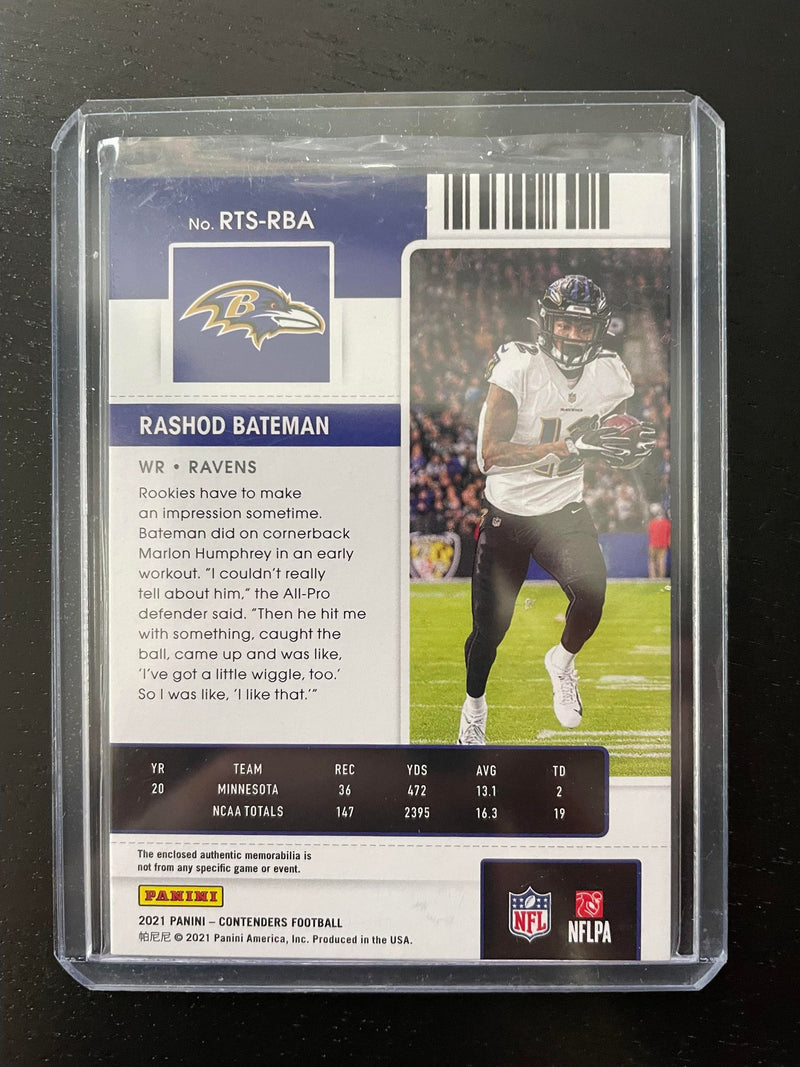 No. RTS-RBA
B
RASHOD BATEMAN
WR • RAVENS
Rookies have to make
an impression sometime.
Bateman did on cornerback
Marlon Humphrey in an early
workout. “I couldn’t really
tell about him,” the All-Pro
defender said. “Then he hit me
with something, caught the
ball, came up and was like,
‘I’ve got a little wiggle, too.’
So I was like, ‘I like that.’”
12
YR TEAM REC YDS AVG TD
20 MINNESOTA 36 472 13.1 2
NCAA TOTALS 147 2395 16.3 19
The enclosed authentic memorabilia is
not from any specific game or event.
PANINI
2021 PANINI – CONTENDERS FOOTBALL
帕尼尼 © 2021 Panini America, Inc. Produced in the USA.
NFL
NFLPA